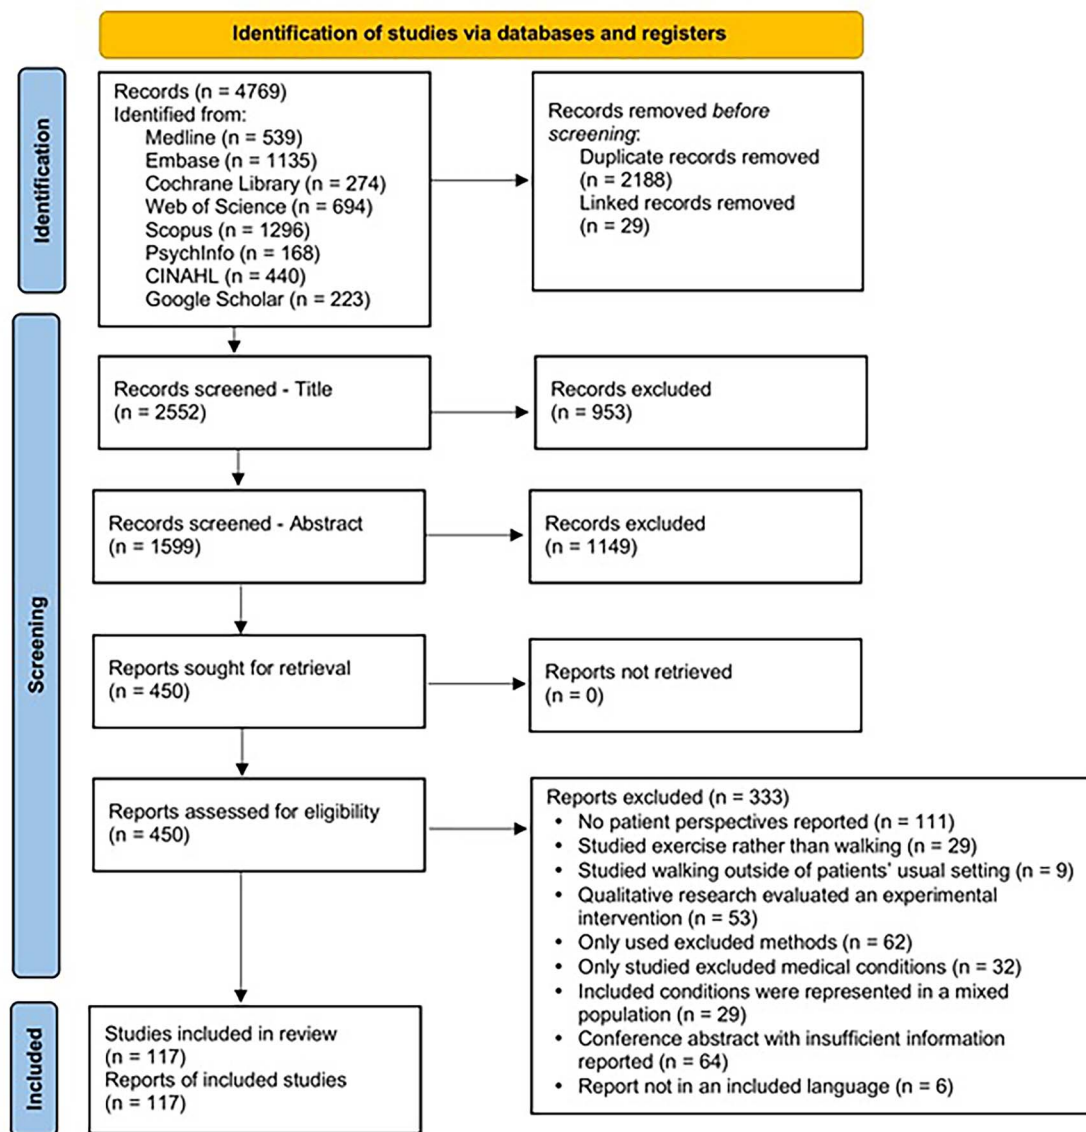 Identification of studies via databases and registers
Identification
Records (n = 4769)
Identified from:
Medline (n = 539)
Embase (n = 1135)
Cochrane Library (n = 274)
Web of Science (n = 694)
Scopus (n = 1296)
PsychInfo (n = 168)
CINAHL (n = 440)
Google Scholar (n = 223)
Records removed before
screening:
Duplicate records removed
(n = 2188)
Linked records removed
(n = 29)
Screening
Records screened - Title
(n = 2552)
Records excluded
(n = 953)
Records screened - Abstract
(n = 1599)
Records excluded
(n = 1149)
Reports sought for retrieval
(n = 450)
Reports not retrieved
(n = 0)
Reports assessed for eligibility
(n = 450)
Reports excluded (n = 333)
• No patient perspectives reported (n = 111)
• Studied exercise rather than walking (n = 29)
• Studied walking outside of patients' usual setting (n = 9)
• Qualitative research evaluated an experimental
intervention (n = 53)
• Only used excluded methods (n = 62)
• Only studied excluded medical conditions (n = 32)
• Included conditions were represented in a mixed
population (n = 29)
• Conference abstract with insufficient information
reported (n = 64)
• Report not in an included language (n = 6)
Included
Studies included in review
(n = 117)
Reports of included studies
(n = 117)